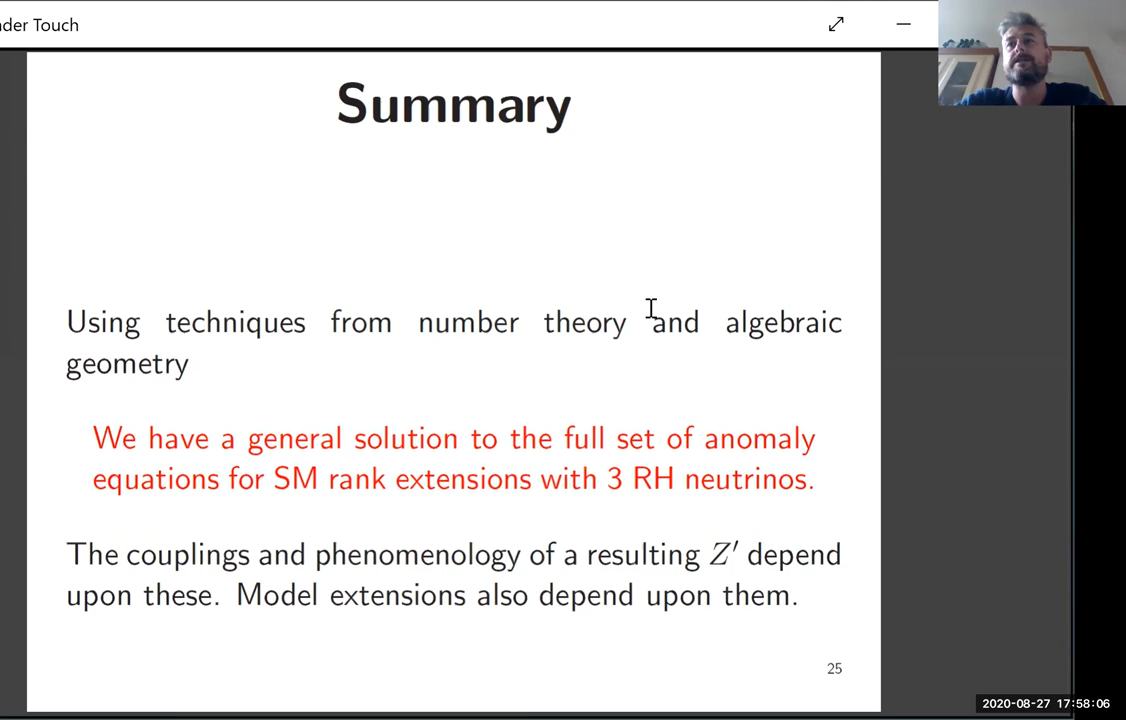 der Touch
Summary
Using techniques from number theory and algebraic
geometry
We have a general solution to the full set of anomaly
equations for SM rank extensions with 3 RH neutrinos.
The couplings and phenomenology of a resulting Z′ depend
upon these. Model extensions also depend upon them.
25
2020-08-27 17:58:06